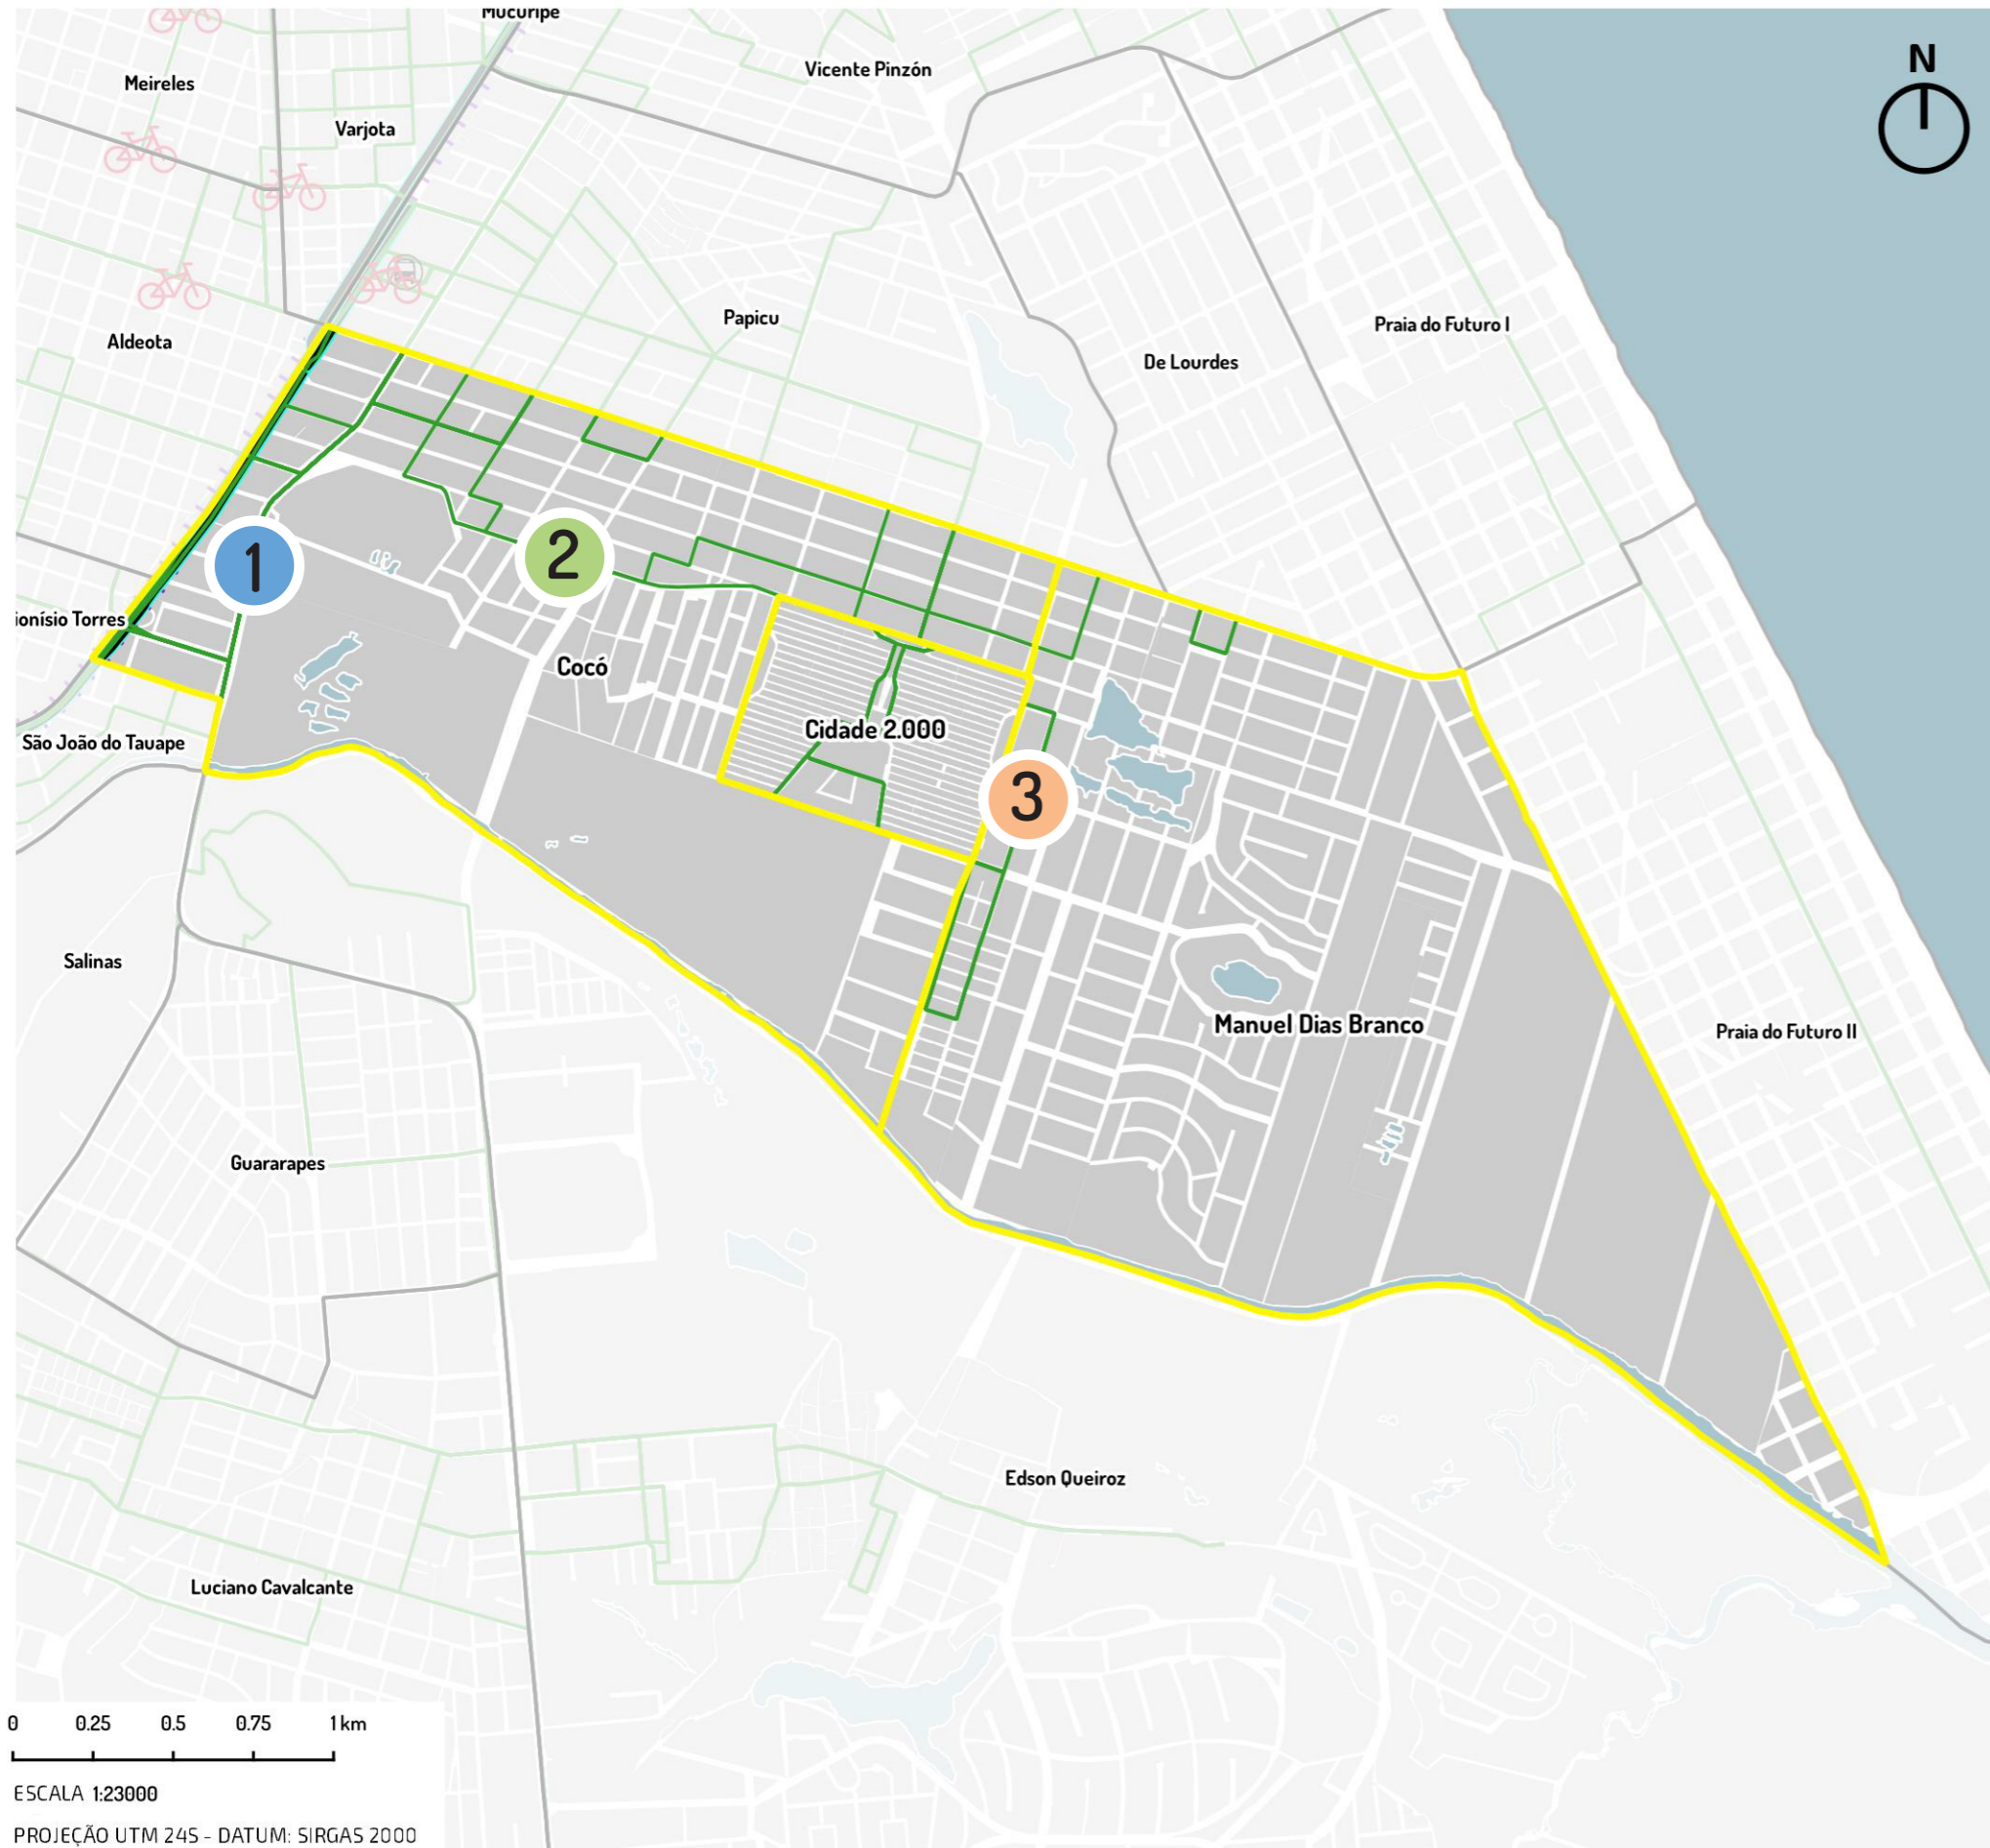 Mucuripe
N
Vicente Pinzón
Meireles
Varjota
Papicu
Praia do Futuro I
Aldeota
De Lourdes
1
2
ionísio Torres
Cocó
Cidade 2.000
São João do Tauape
3
Salinas
Manuel Dias Branco
Praia do Futuro II
Guararapes
Edson Queiroz
Luciano Cavalcante
0 0.25 0.5 0.75 1 km
ESCALA 1:23000
PROJEÇÃO UTM 24S - DATUM: SIRGAS 2000